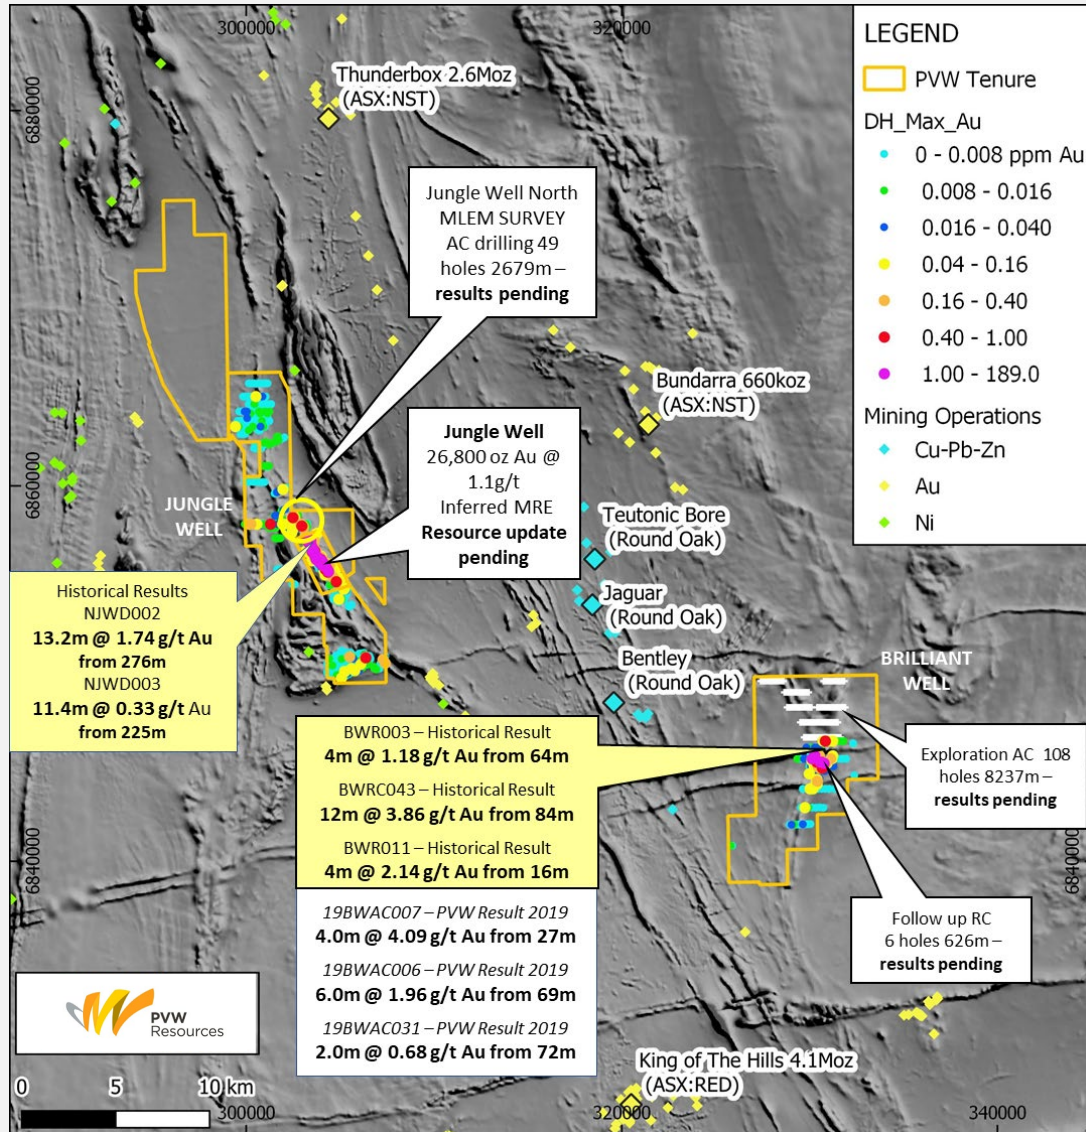 300000
320000
6880000
6860000
6840000
6840000
300000
320000
340000
Thunderbox 2.6Moz
(ASX:NST)
LEGEND
PVW Tenure
DH_Max_Au
0 - 0.008 ppm Au
0.008 - 0.016
0.016 - 0.040
0.04 - 0.16
0.16 - 0.40
0.40 - 1.00
1.00 - 189.0
Mining Operations
Cu-Pb-Zn
Au
Ni
Jungle Well North
MLEM SURVEY
AC drilling 49
holes 2679m –
results pending
Bundarra 660koz
(ASX:NST)
Jungle Well
26,800 oz Au @
1.1g/t
Inferred MRE
Resource update
pending
JUNGLE
WELL
Teutonic Bore
(Round Oak)
Jaguar
(Round Oak)
Bentley
(Round Oak)
Historical Results
NJWD002
13.2m @ 1.74 g/t Au
from 276m
NJWD003
11.4m @ 0.33 g/t Au
from 225m
BRILLIANT
WELL
BWR003 – Historical Result
4m @ 1.18 g/t Au from 64m
BWRC043 – Historical Result
12m @ 3.86 g/t Au from 84m
BWR011 – Historical Result
4m @ 2.14 g/t Au from 16m
19BWAC007 – PVW Result 2019
4.0m @ 4.09 g/t Au from 27m
19BWAC006 – PVW Result 2019
6.0m @ 1.96 g/t Au from 69m
19BWAC031 – PVW Result 2019
2.0m @ 0.68 g/t Au from 72m
Exploration AC 108
holes 8237m –
results pending
Follow up RC
6 holes 626m –
results pending
PVW
Resources
0 5 10 km
King of The Hills 4.1Moz
(ASX:RED)